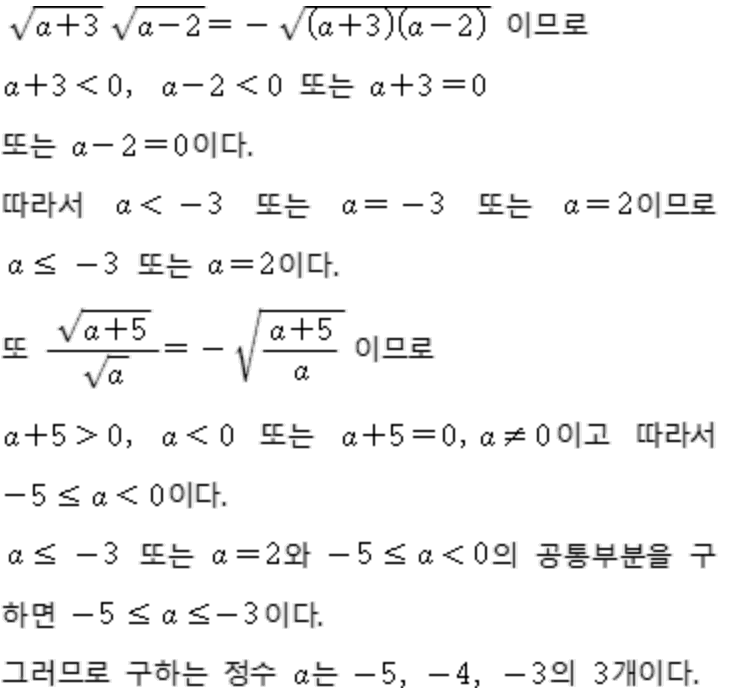 √(a+3) √(a−2) = −√((a+3)(a−2)) 이므로
a+3<0, a−2<0 또는 a+3=0
또는 a−2=0이다.
따라서 a< −3 또는 a= −3 또는 a=2이므로
a≤ −3 또는 a=2이다.
또 √(a+5)/√a = −√((a+5)/a) 이므로
a+5>0, a<0 또는 a+5=0, a≠0이고 따라서
−5≤a<0이다.
a≤ −3 또는 a=2와 −5≤a<0의 공통부분을 구
하면 −5≤a≤−3이다.
그러므로 구하는 정수 a는 −5, −4, −3의 3개이다.